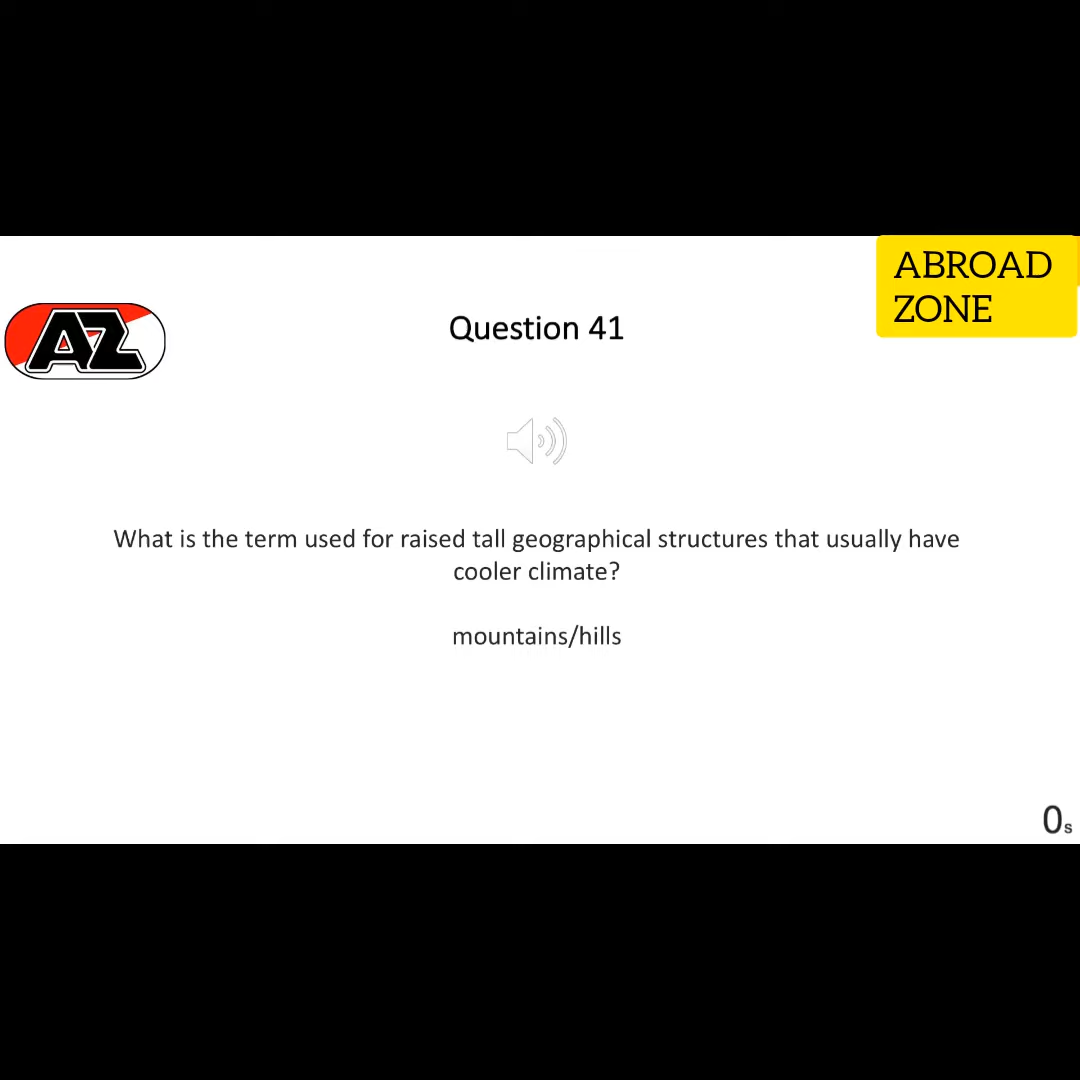 ABROAD
ZONE
AZ
Question 41
What is the term used for raised tall geographical structures that usually have
cooler climate?
mountains/hills
0s